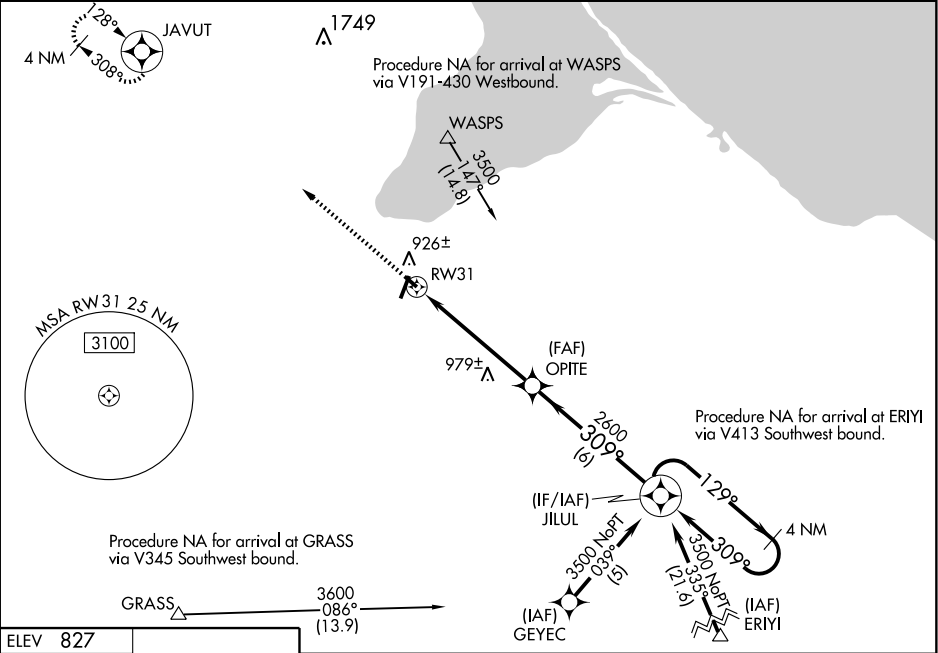 128°
JAVUT
4 NM
308°
1749
Procedure NA for arrival at WASPS
via V191-430 Westbound.
WASPS
3500
147°
(14.8)
926±
RW31
MSA RW31 25 NM
3100
979±
(FAF)
OPITE
2600
309°
(6)
Procedure NA for arrival at ERIYI
via V413 Southwest bound.
129°
(IF/IAF)
JILUL
4 NM
309°
3500 NoPT
039°
(5)
3500 NoPT
335°
(21.6)
Procedure NA for arrival at GRASS
via V345 Southwest bound.
GRASS
3600
086°
(13.9)
(IAF)
GEYEC
(IAF)
ERIYI
ELEV 827